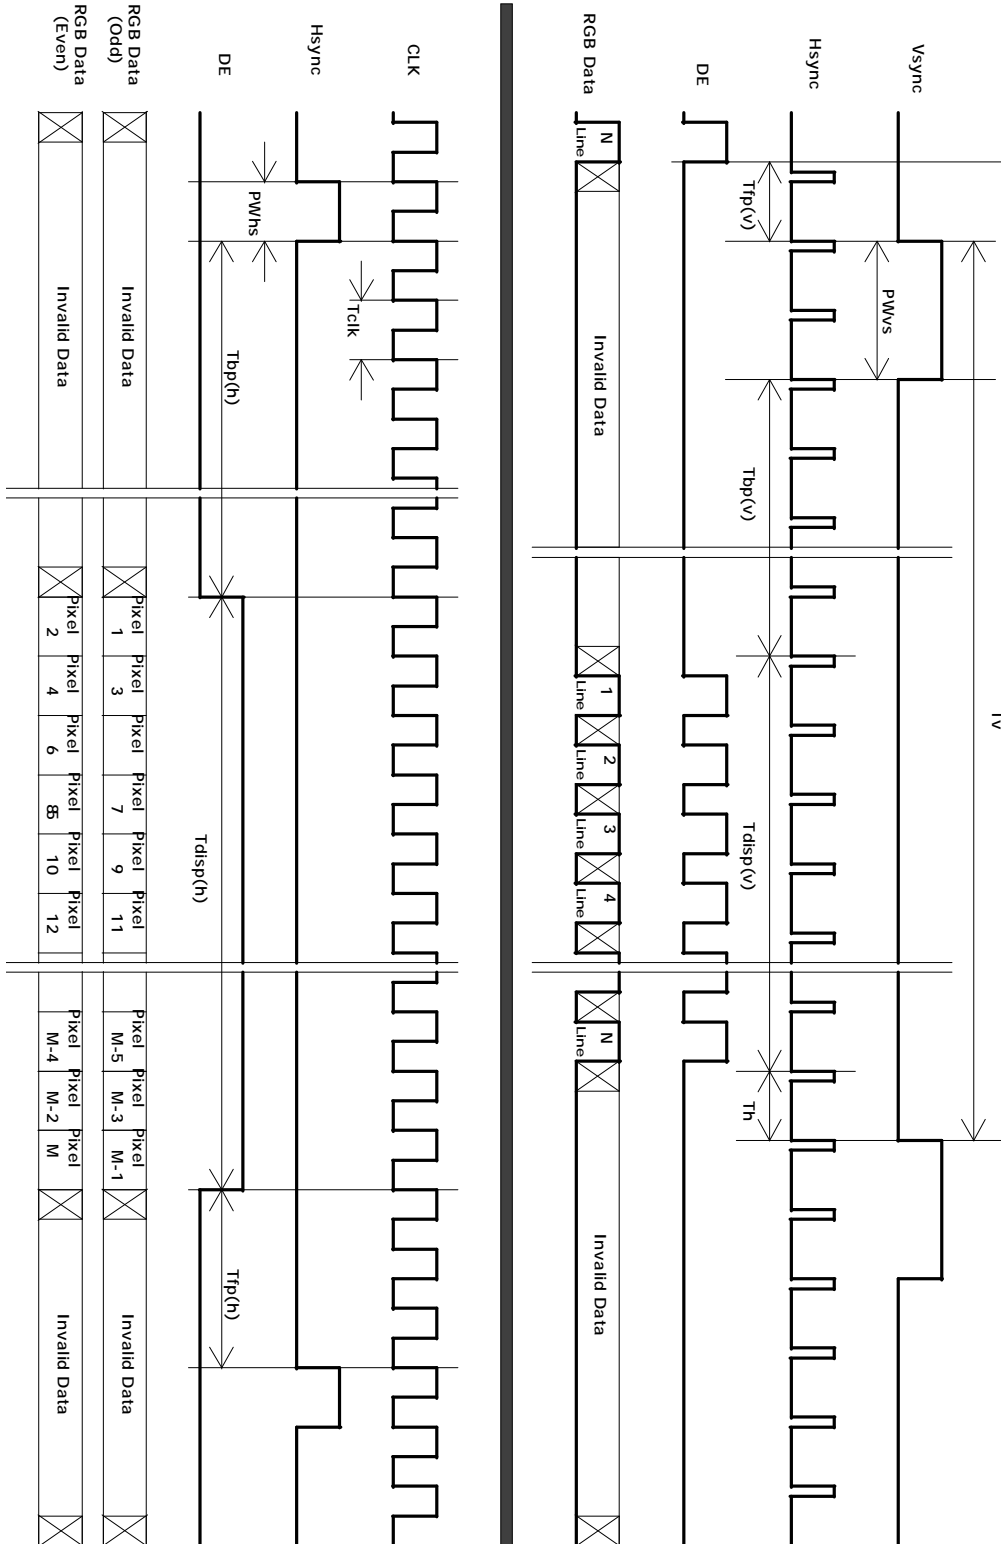 Tv
Vsync
PWvs
Hsync
Tfp(v)
Tbp(v)
Tdisp(v)
Th
DE
RGB Data
N
Line
Invalid Data
1
Line
2
Line
3
Line
4
Line
N
Line
Invalid Data
CLK
Tclk
Hsync
PWhs
DE
Tbp(h)
Tdisp(h)
Tfp(h)
RGB Data
(Odd)
Invalid Data
Pixel
1
Pixel
3
Pixel
Pixel
7
Pixel
9
Pixel
11
Pixel
M-5
Pixel
M-3
Pixel
M-1
Invalid Data
RGB Data
(Even)
Invalid Data
Pixel
2
Pixel
4
Pixel
6
Pixel
85
Pixel
10
Pixel
12
Pixel
M-4
Pixel
M-2
Pixel
M
Invalid Data